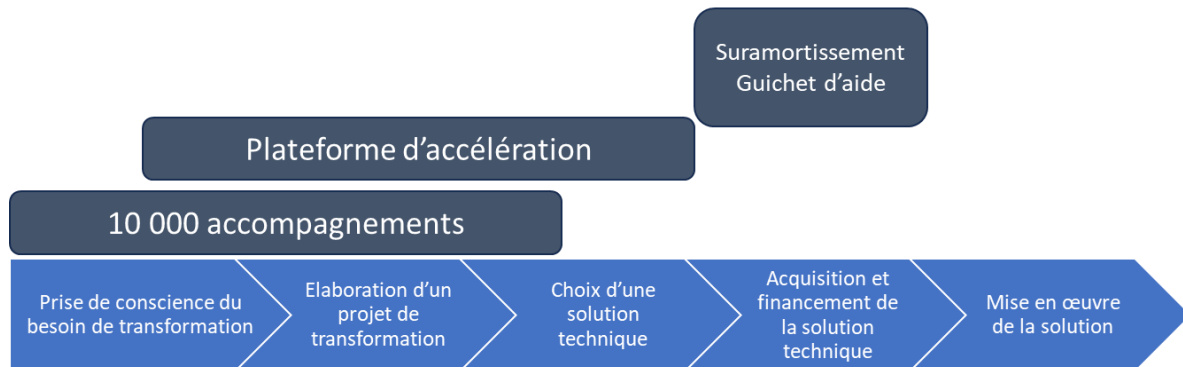 Suramortissement
Guichet d'aide
Plateforme d'accélération
10 000 accompagnements
Prise de conscience du
besoin de transformation
Elaboration d'un
projet de
transformation
Choix d'une
solution
technique
Acquisition et
financement de
la solution
technique
Mise en œuvre
de la solution